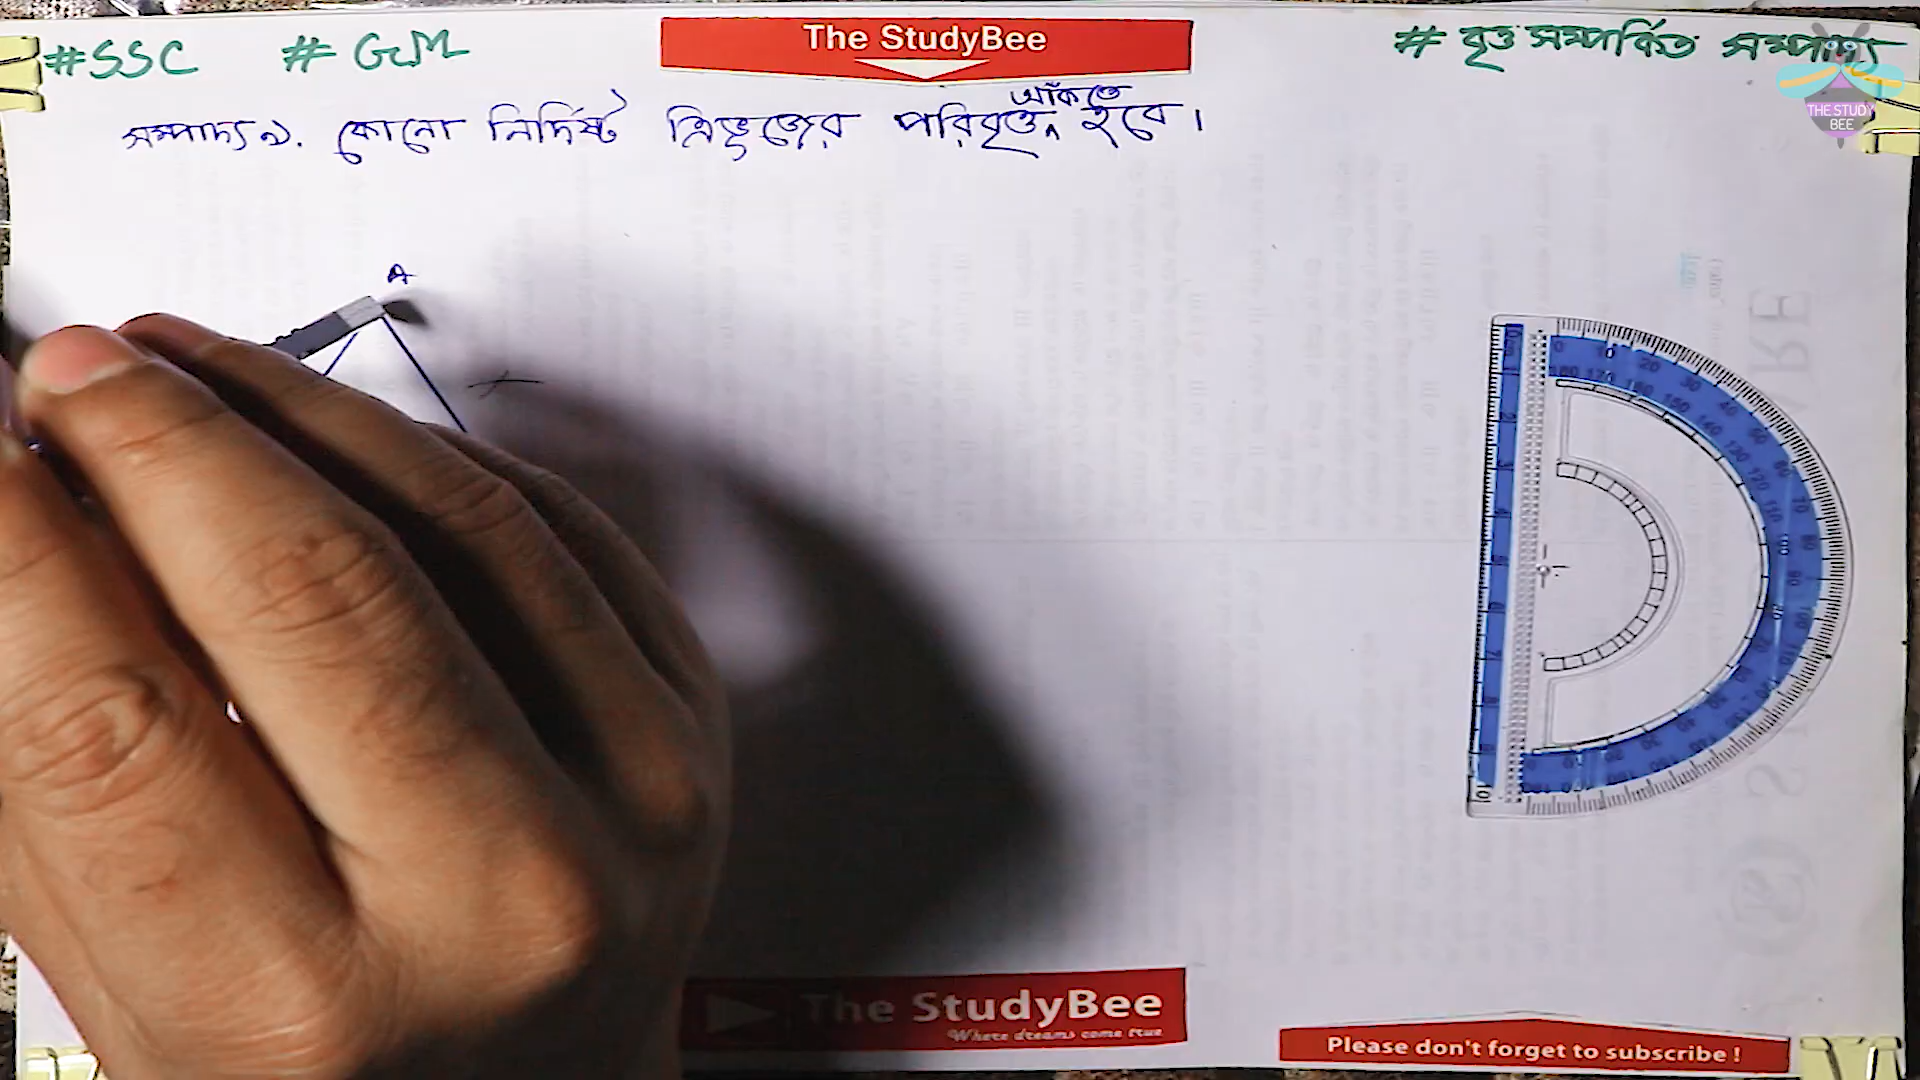 #SSC # GM
The StudyBee
# বৃত্ত সম্পর্কিত সম্পাদ্য
THE STUDY
BEE
আঁকতে
সম্পাদ্য ৯. কোনো নির্দিষ্ট ত্রিভুজের পরিবৃত্ত হবে।
A
The StudyBee
Where dreams come true
Please don't forget to subscribe !